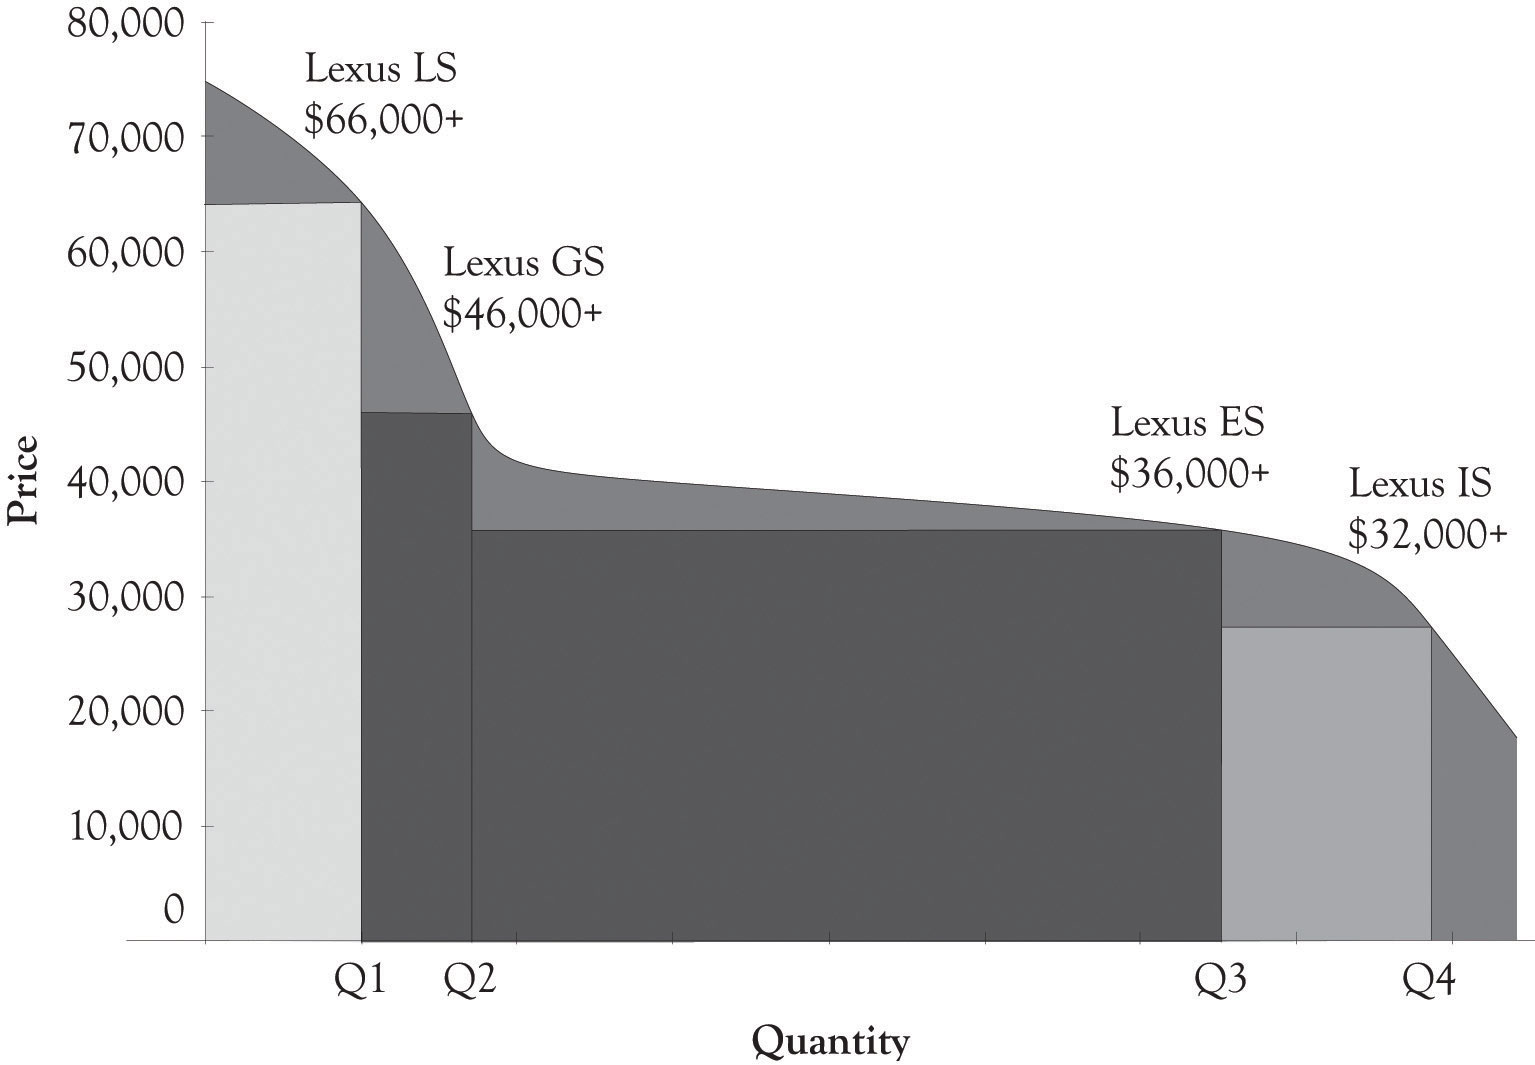 80,000
Lexus LS
$66,000+
70,000
60,000
Lexus GS
$46,000+
50,000
Lexus ES
$36,000+
40,000
Lexus IS
$32,000+
Price
30,000
20,000
10,000
0
Q1 Q2 Q3 Q4
Quantity